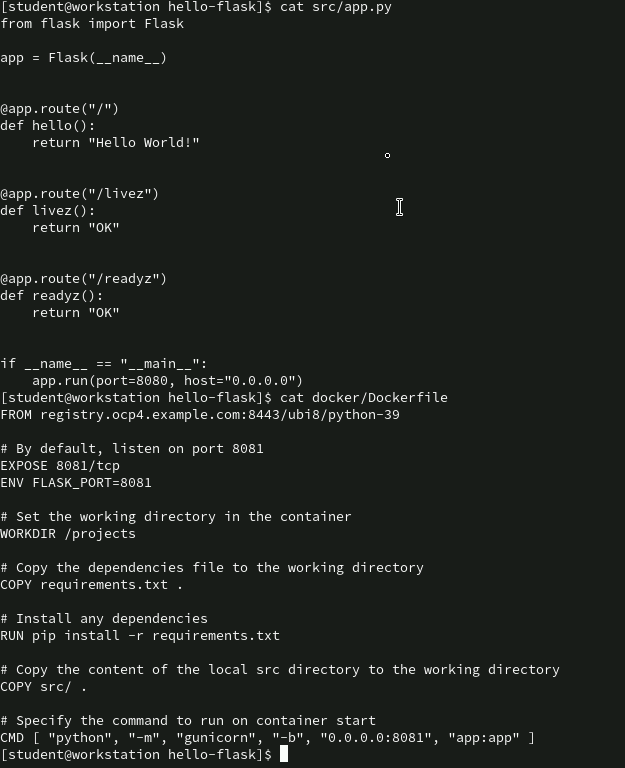 [student@workstation hello-flask]$ cat src/app.py
from flask import Flask

app = Flask(__name__)


@app.route("/")
def hello():
    return "Hello World!"


@app.route("/livez")
def livez():
    return "OK"


@app.route("/readyz")
def readyz():
    return "OK"


if __name__ == "__main__":
    app.run(port=8080, host="0.0.0.0")
[student@workstation hello-flask]$ cat docker/Dockerfile
FROM registry.ocp4.example.com:8443/ubi8/python-39

# By default, listen on port 8081
EXPOSE 8081/tcp
ENV FLASK_PORT=8081

# Set the working directory in the container
WORKDIR /projects

# Copy the dependencies file to the working directory
COPY requirements.txt .

# Install any dependencies
RUN pip install -r requirements.txt

# Copy the content of the local src directory to the working directory
COPY src/ .

# Specify the command to run on container start
CMD [ "python", "-m", "gunicorn", "-b", "0.0.0.0:8081", "app:app" ]
[student@workstation hello-flask]$